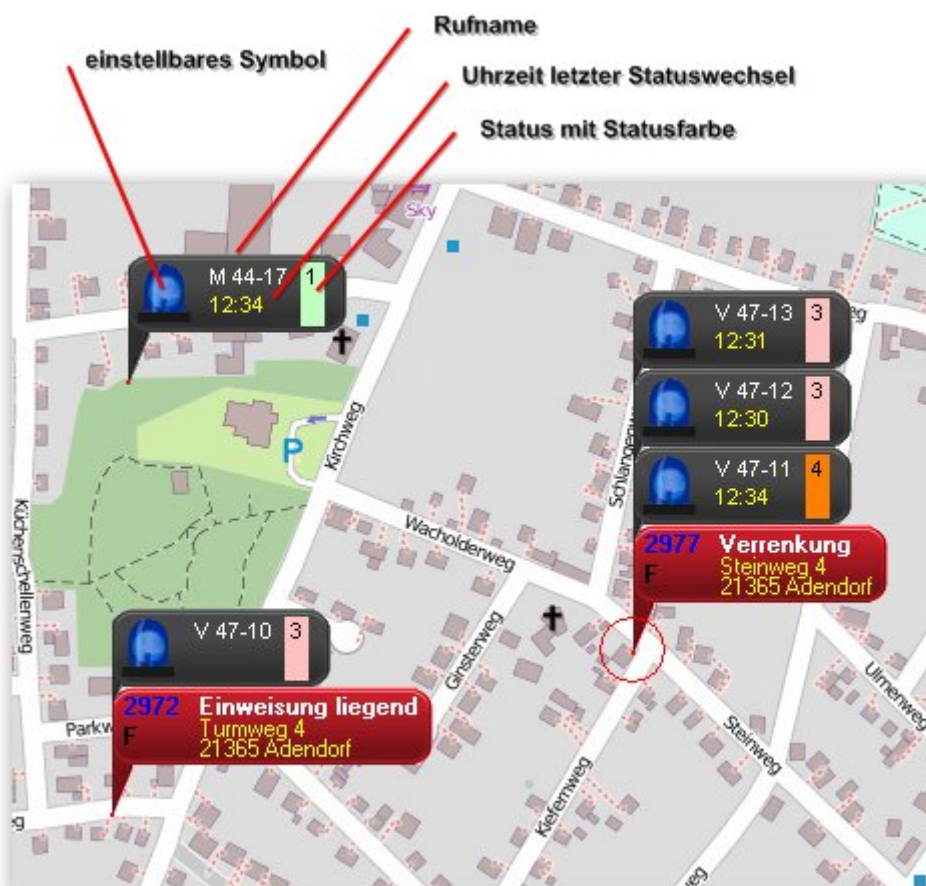 Rufname
einstellbares Symbol
Uhrzeit letzter Statuswechsel
Status mit Statusfarbe
Sky
M 44-17 1
12:34
V 47-13 3
12:31
V 47-12 3
12:30
V 47-11 4
12:34
2977 Verrenkung
F Steinweg 4
21365 Adendorf
P
Kirchweg
Wacholderweg
Küchenschellenweg
Ginsterweg
V 47-10 3
2972 Einweisung liegend
F Turmweg 4
21365 Adendorf
Ulmenweg
Steinweg
Kiefernweg